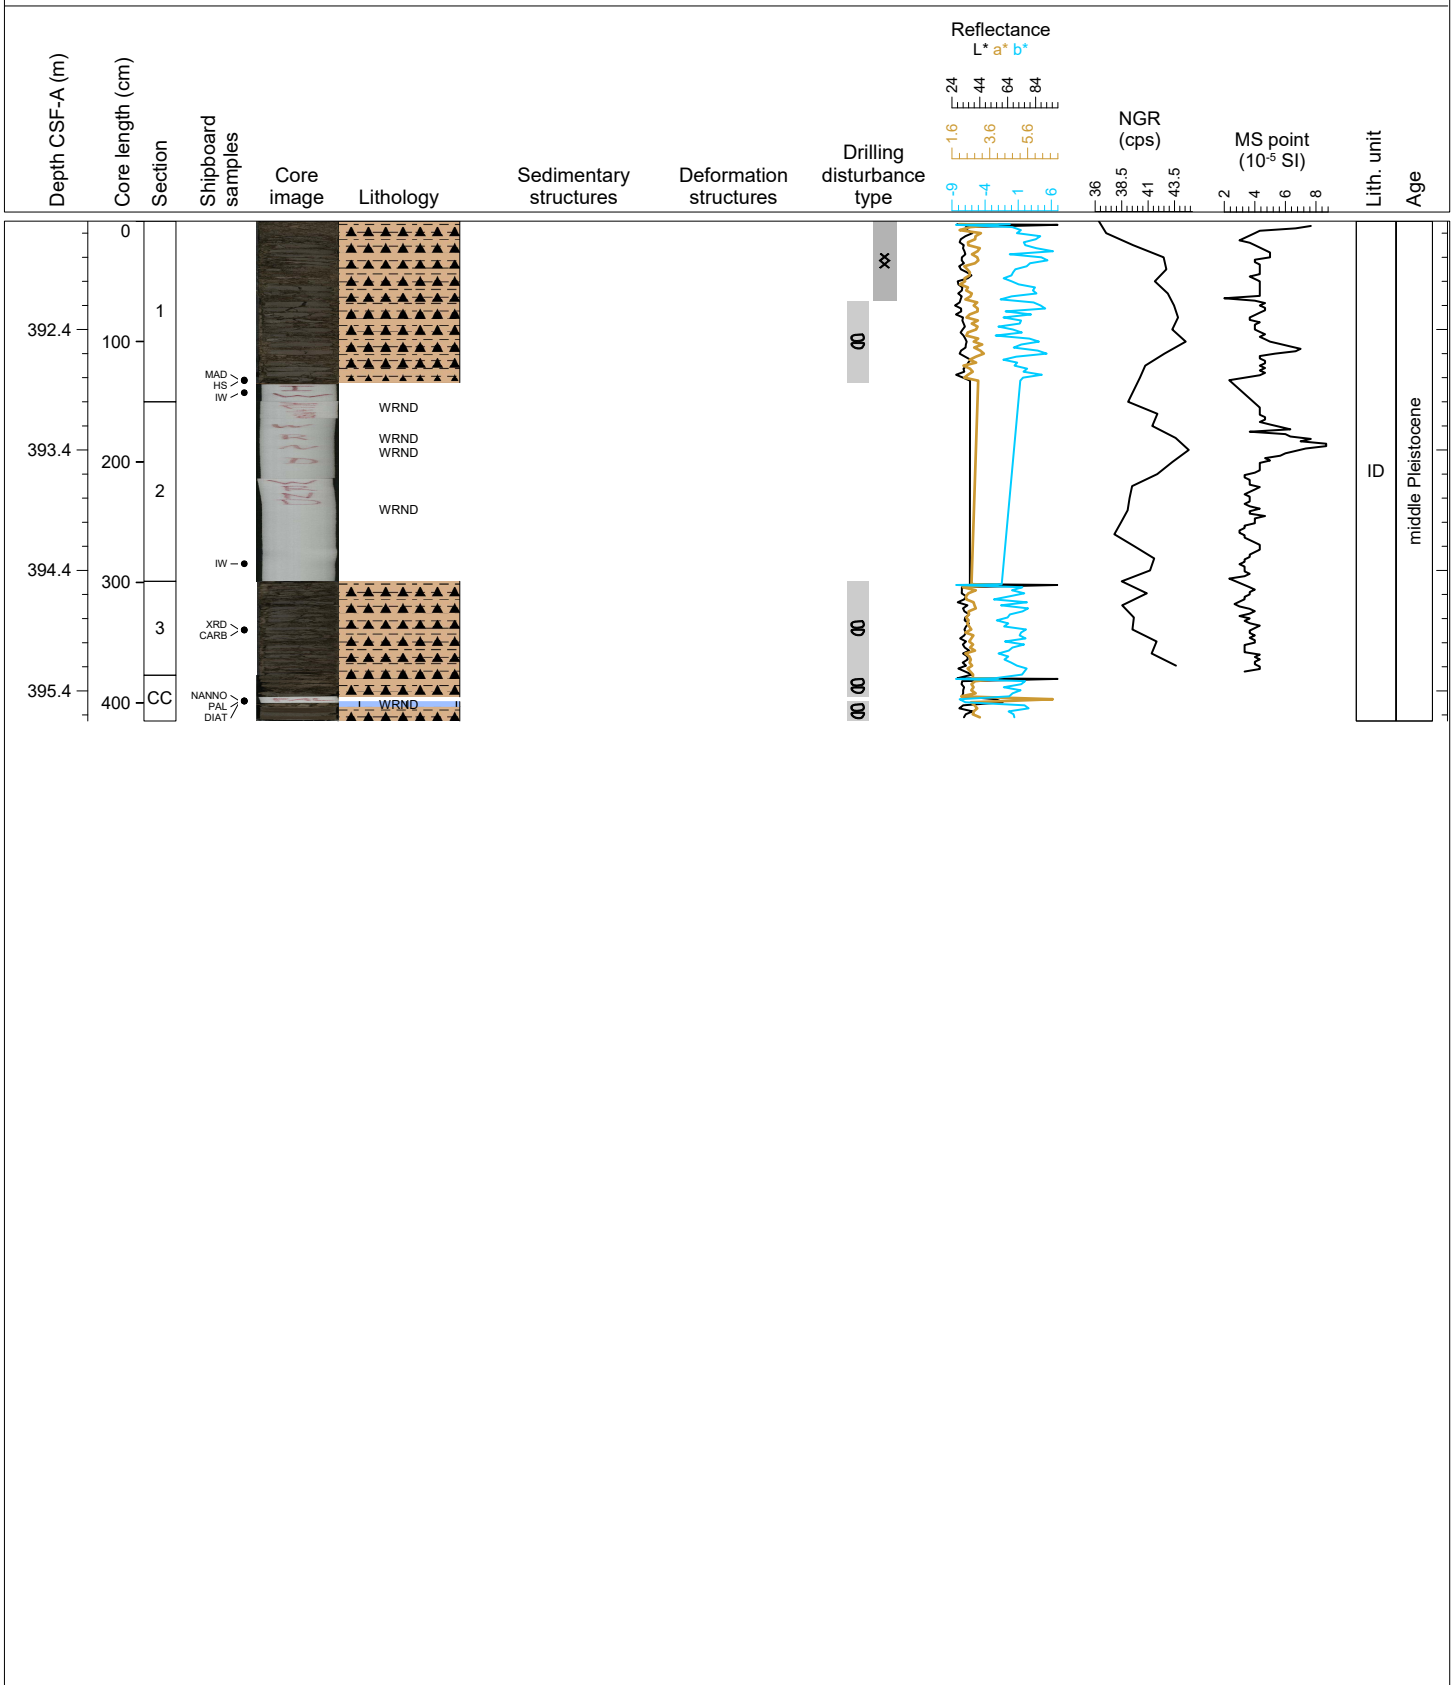 Reflectance
L* a* b*
24 44 64 84
1.6 3.6 5.6
-9 -4 1 6
Depth CSF-A (m)
Core length (cm)
Section
Shipboard
samples
Core
image
Lithology
Sedimentary
structures
Deformation
structures
Drilling
disturbance
type
NGR
(cps)
36 38.5 41 43.5
MS point
(10-5 SI)
2 4 6 8
Lith. unit
Age
0
1
392.4
100
MAD
HS
IW
WRND
WRND
393.4
WRND
200
ID
middle Pleistocene
2
WRND
IW
394.4
300
XRD
3
CARB
395.4
NANNO
CC
400
PAL
WRND
DIAT